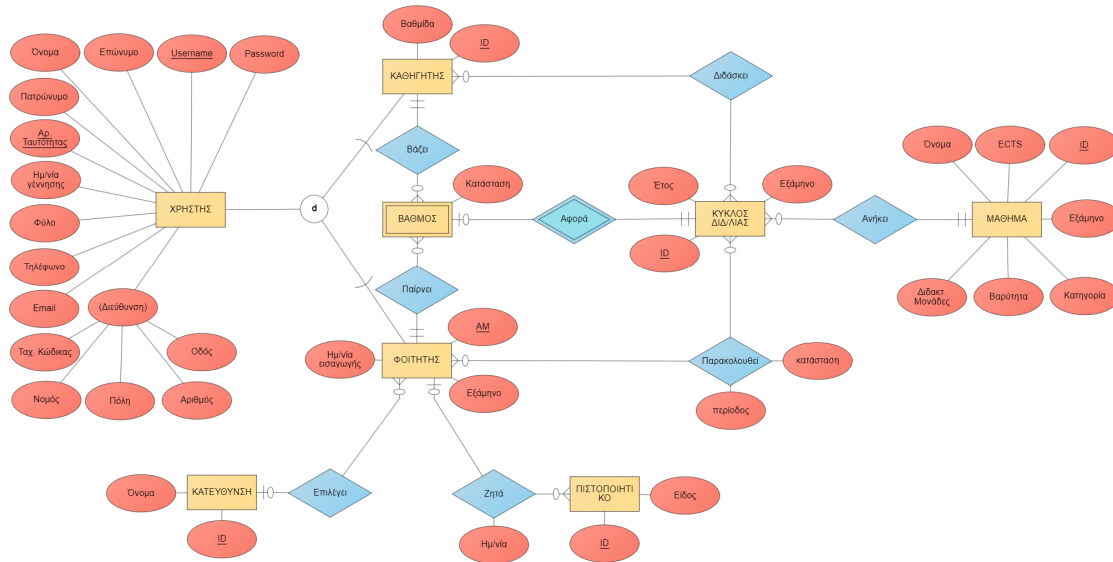 Βαθμίδα
ID
Όνομα
Επώνυμο
Username
Password
ΚΑΘΗΓΗΤΗΣ
Διδάσκει
Πατρώνυμο
Αρ.
Ταυτότητας
Βάζει
Όνομα
ECTS
ID
Ημ/νία
γέννησης
Κατάσταση
Έτος
Εξάμηνο
ΧΡΗΣΤΗΣ
d
ΒΑΘΜΟΣ
Αφορά
ΚΥΚΛΟΣ
ΔΙΔ/ΛΙΑΣ
Ανήκει
ΜΑΘΗΜΑ
Εξάμηνο
Φύλο
ID
Τηλέφωνο
Παίρνει
Διδακτ.
Μονάδες
Βαρύτητα
Κατηγορία
Email
(Διεύθυνση)
ΑΜ
Ταχ. Κώδικας
Οδός
Ημ/νία
εισαγωγής
ΦΟΙΤΗΤΗΣ
Παρακολουθεί
κατάσταση
Νομός
Πόλη
Αριθμός
Εξάμηνο
περίοδος
Όνομα
ΚΑΤΕΥΘΥΝΣΗ
Επιλέγει
Ζητά
ΠΙΣΤΟΠΟΙΗΤΙ
ΚΟ
Είδος
ID
Ημ/νία
ID